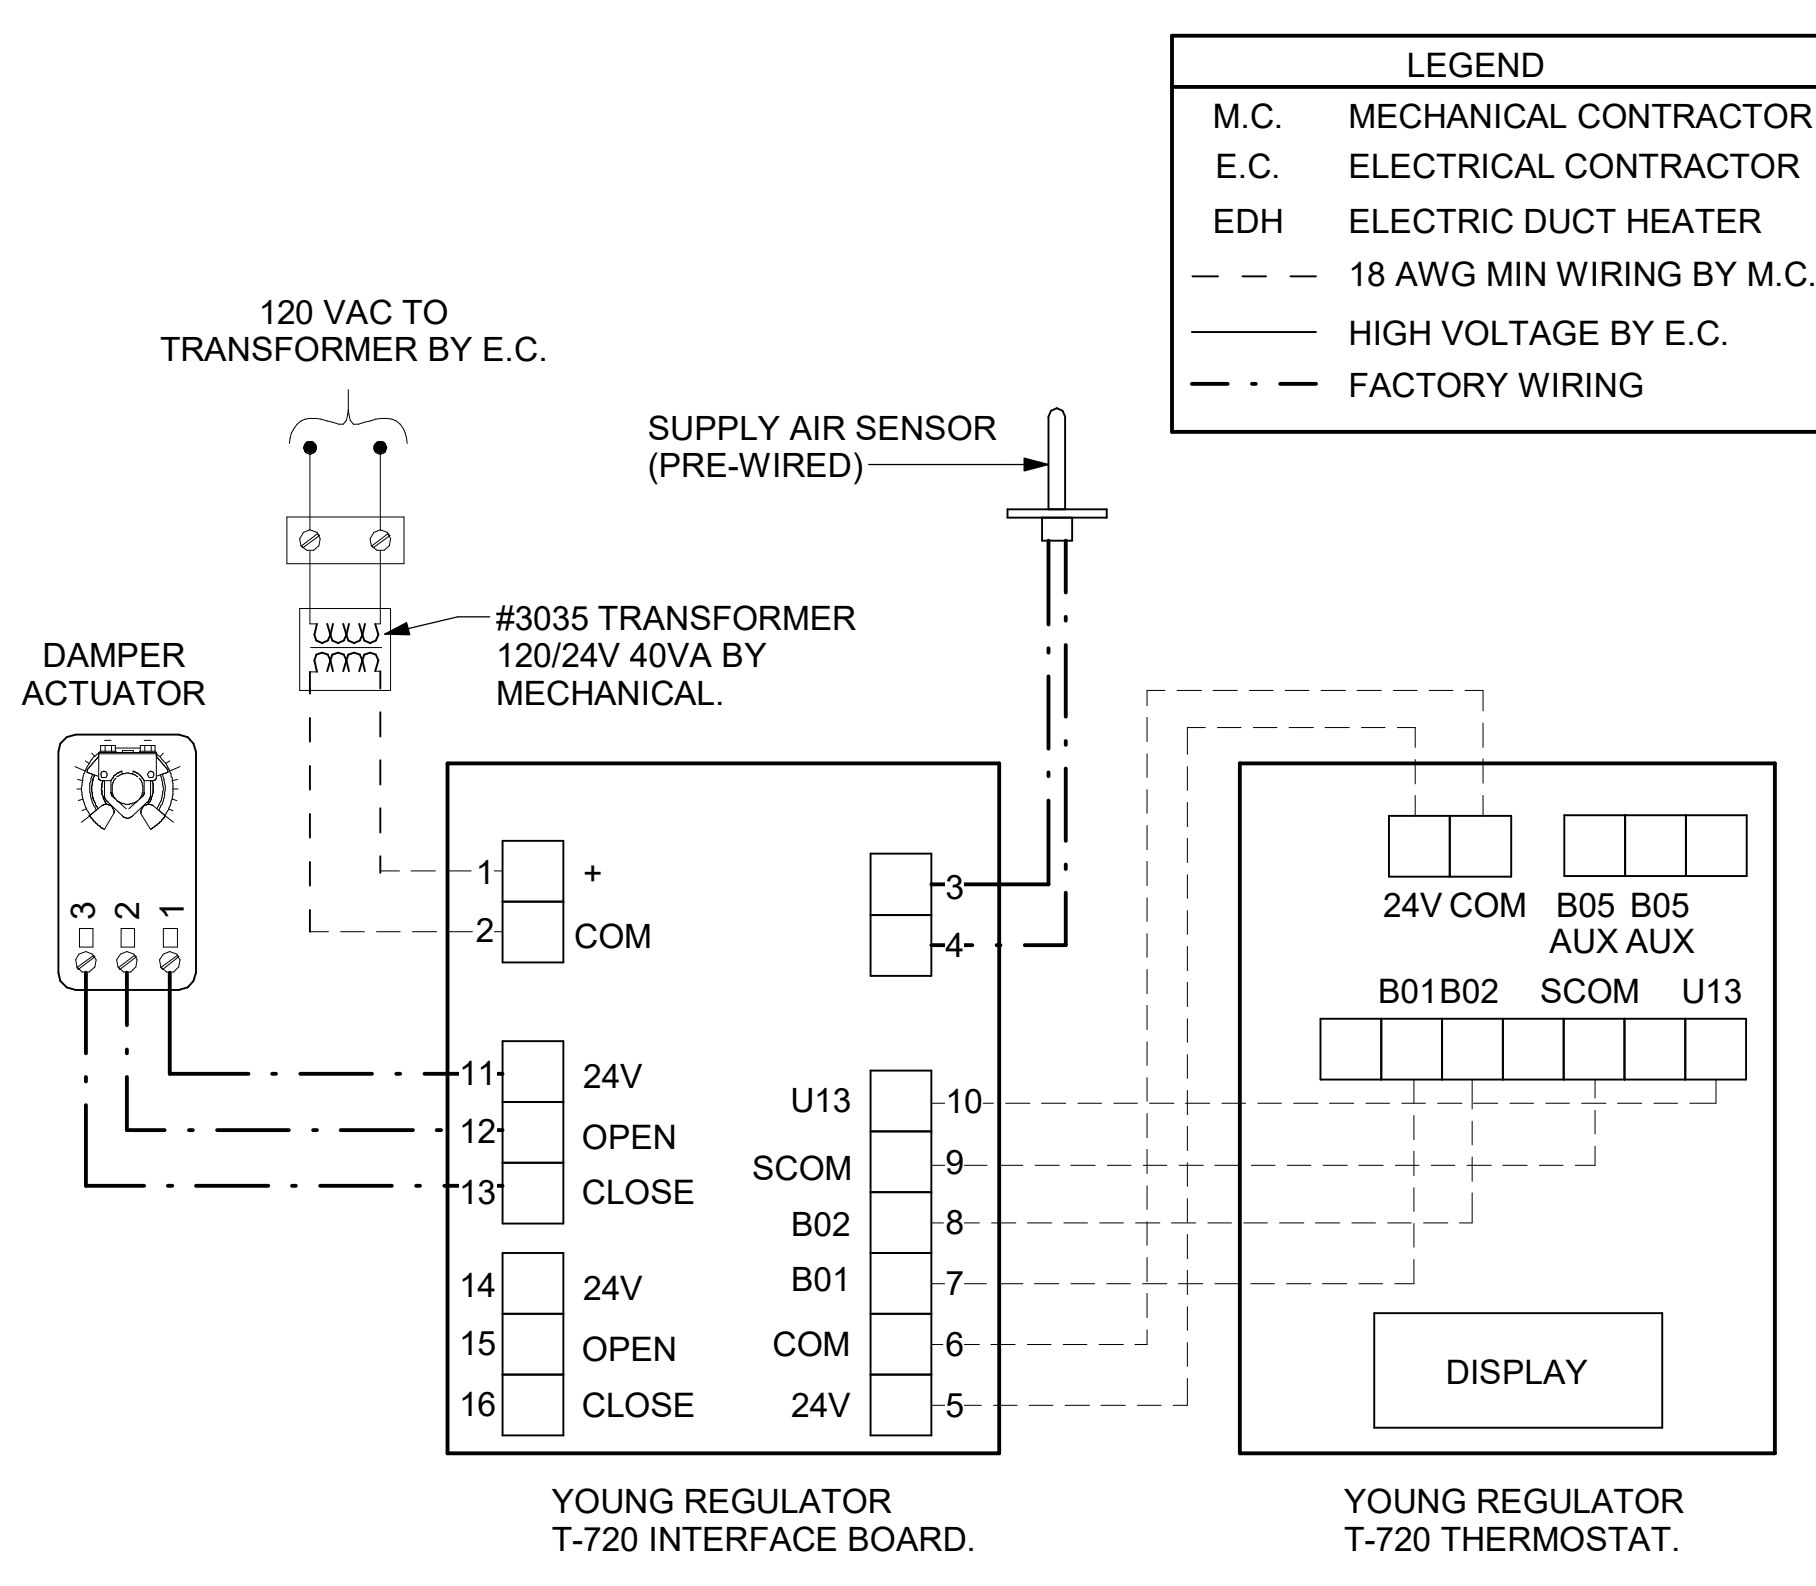 LEGEND
M.C. MECHANICAL CONTRACTOR
E.C. ELECTRICAL CONTRACTOR
EDH ELECTRIC DUCT HEATER
18 AWG MIN WIRING BY M.C.
HIGH VOLTAGE BY E.C.
FACTORY WIRING
120 VAC TO
TRANSFORMER BY E.C.
SUPPLY AIR SENSOR
(PRE-WIRED)
#3035 TRANSFORMER
120/24V 40VA BY
MECHANICAL.
DAMPER
ACTUATOR
3 2 1
1 +
2 COM
3
4
11 24V
12 OPEN
13 CLOSE
14 24V
15 OPEN
16 CLOSE
U13 10
SCOM 9
B02 8
B01 7
COM 6
24V 5
24V COM B05 B05
AUX AUX
B01 B02 SCOM U13
DISPLAY
YOUNG REGULATOR
T-720 INTERFACE BOARD.
YOUNG REGULATOR
T-720 THERMOSTAT.